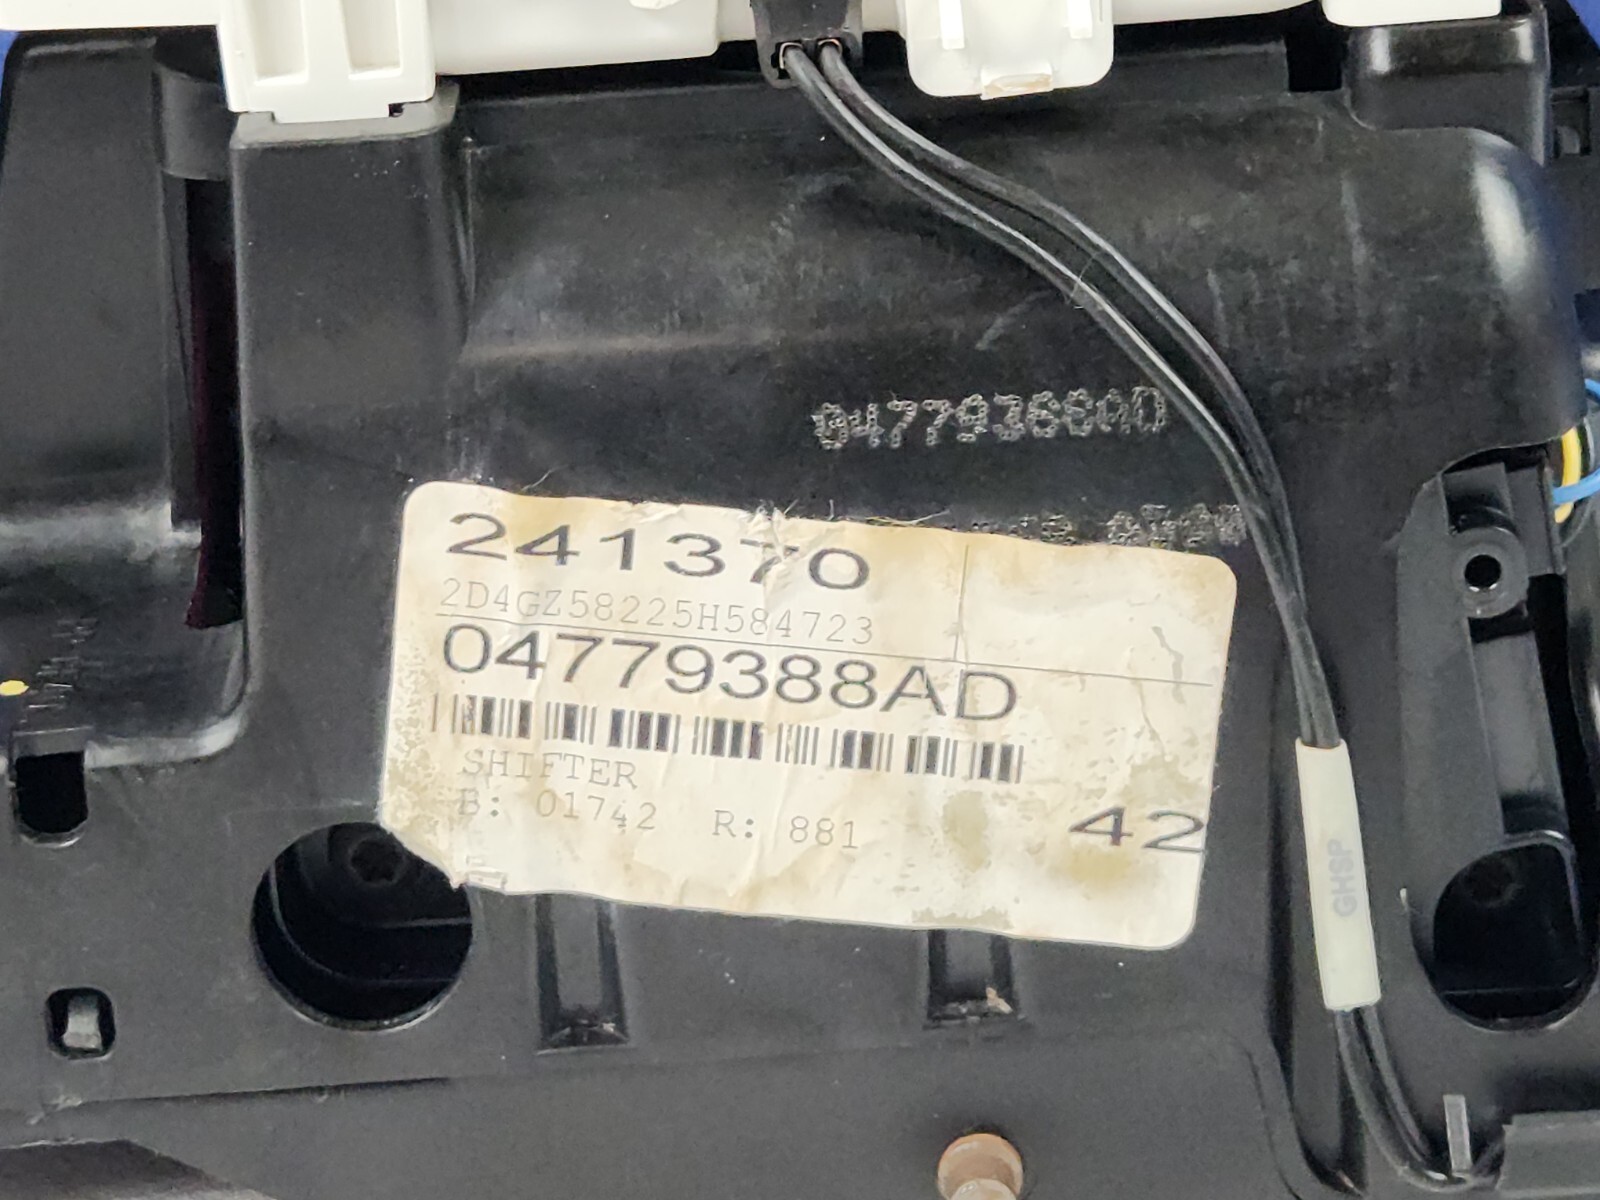 04779388AD
241370
2D4GZ58225H584723
04779388AD
SHIFTER
B: 01742 R: 881
42
GHSP